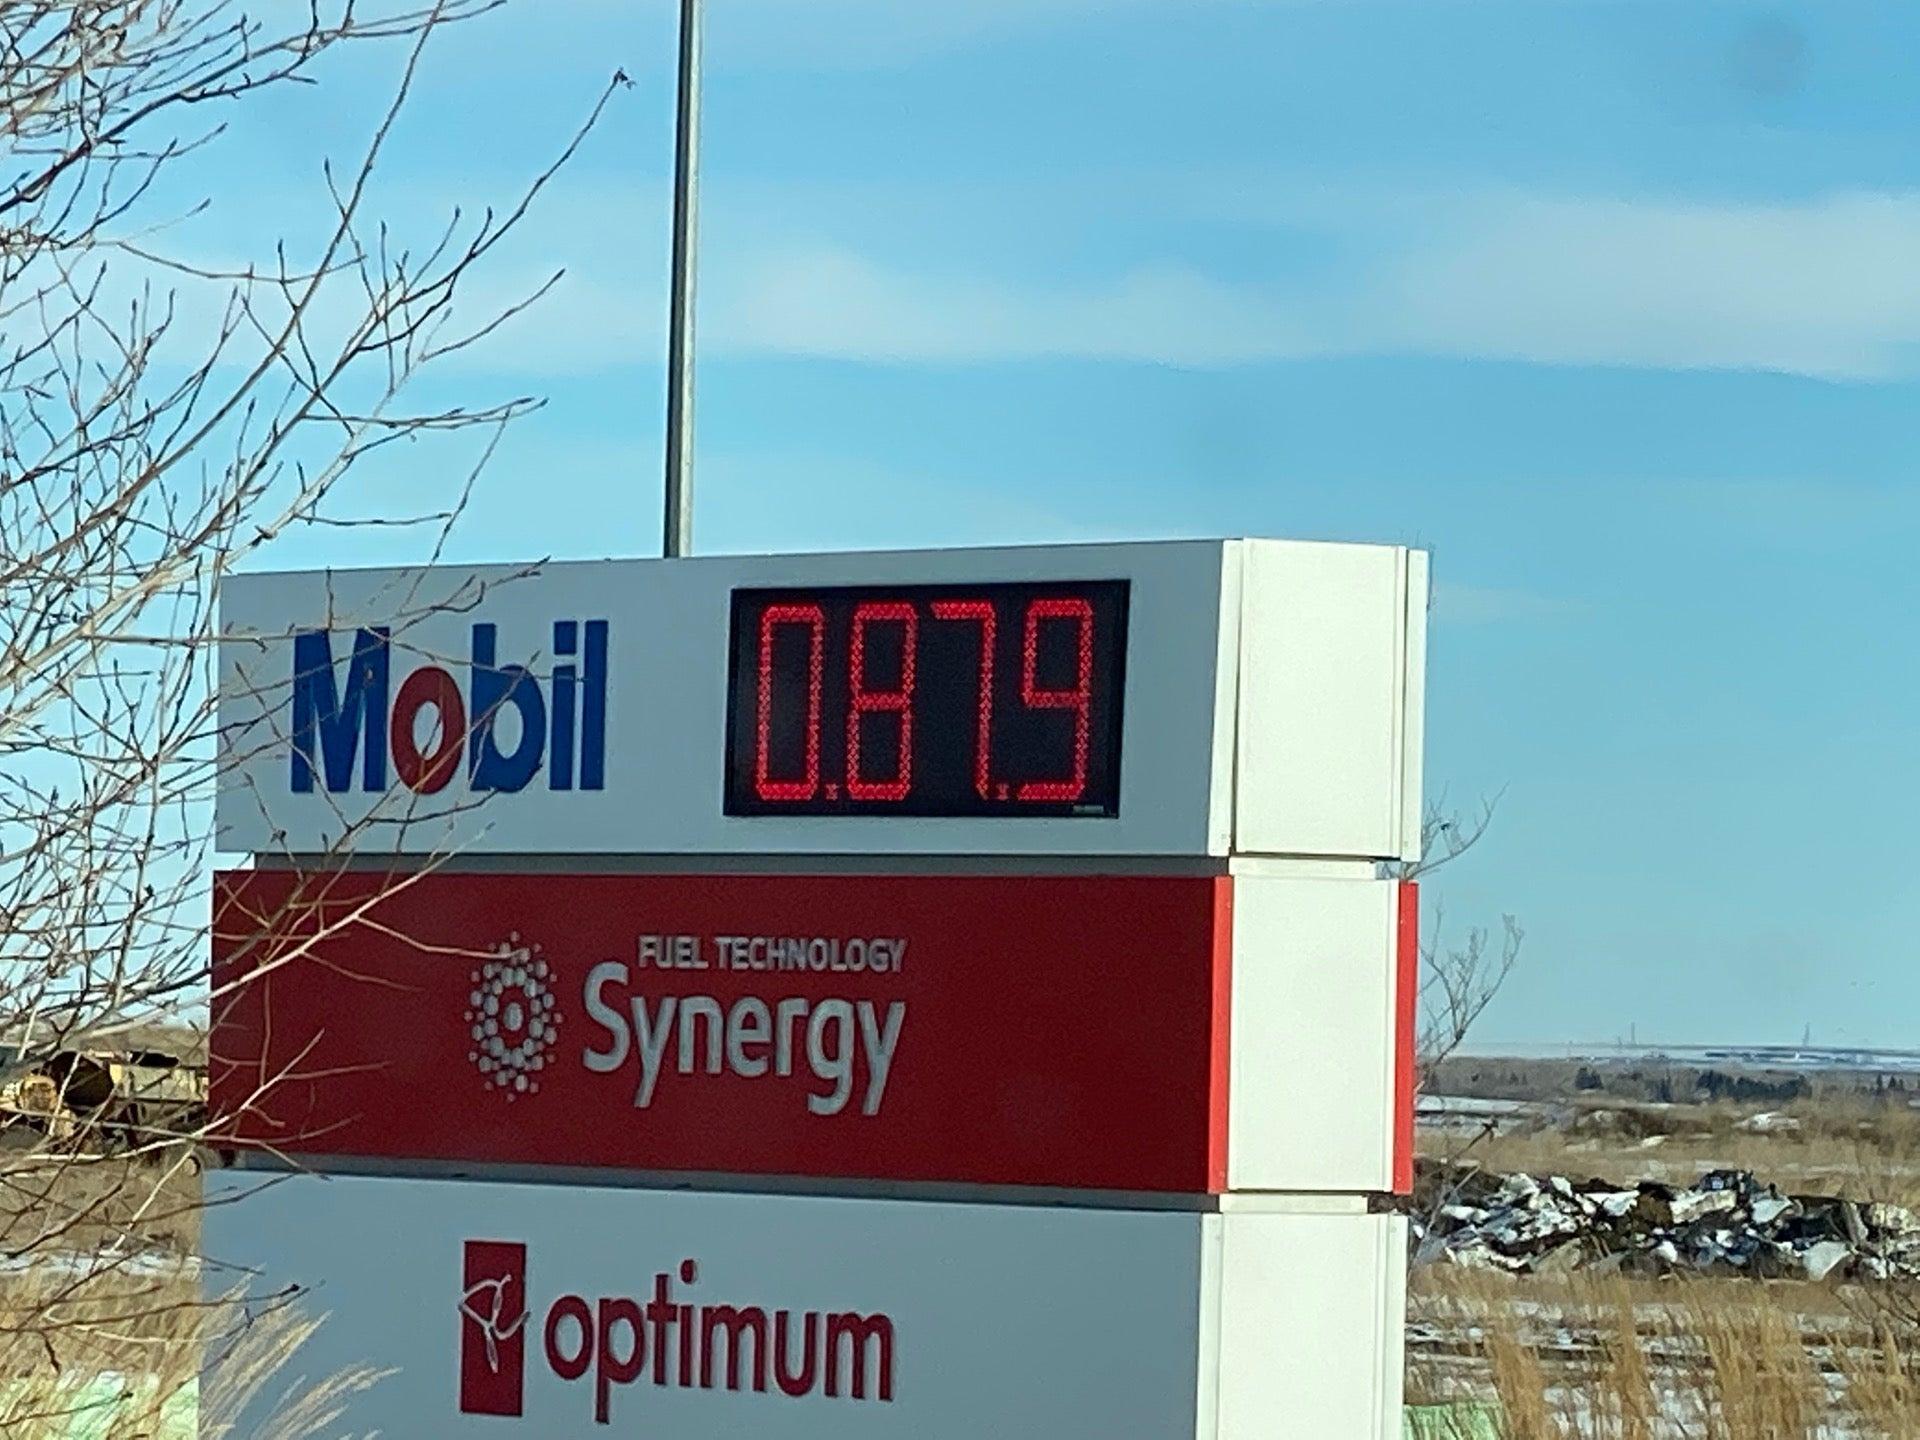 Mobil 0.87.9
FUEL TECHNOLOGY
Synergy
optimum